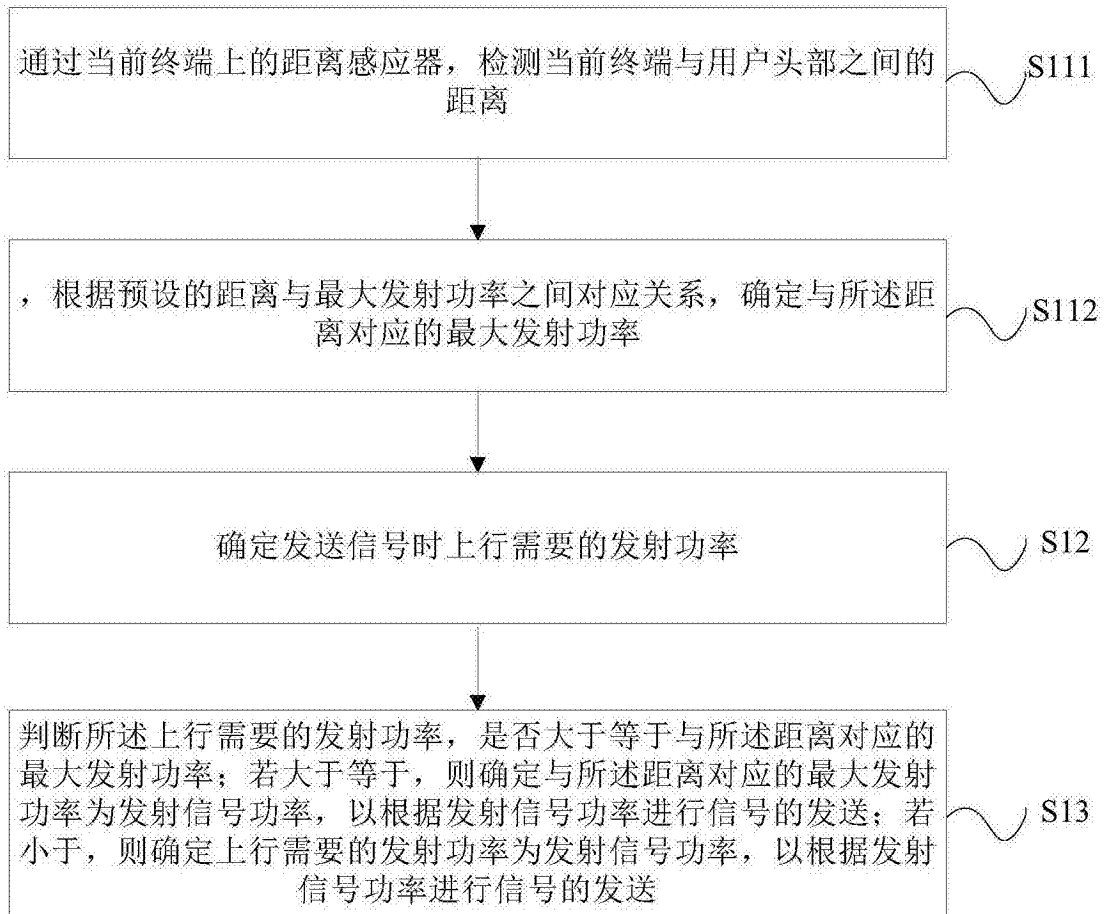 通过当前终端上的距离感应器，检测当前终端与用户头部之间的
距离
S111
，根据预设的距离与最大发射功率之间对应关系，确定与所述距
离对应的最大发射功率
S112
确定发送信号时上行需要的发射功率
S12
判断所述上行需要的发射功率，是否大于等于与所述距离对应的
最大发射功率；若大于等于，则确定与所述距离对应的最大发射
功率为发射信号功率，以根据发射信号功率进行信号的发送；若
小于，则确定上行需要的发射功率为发射信号功率，以根据发射
信号功率进行信号的发送
S13